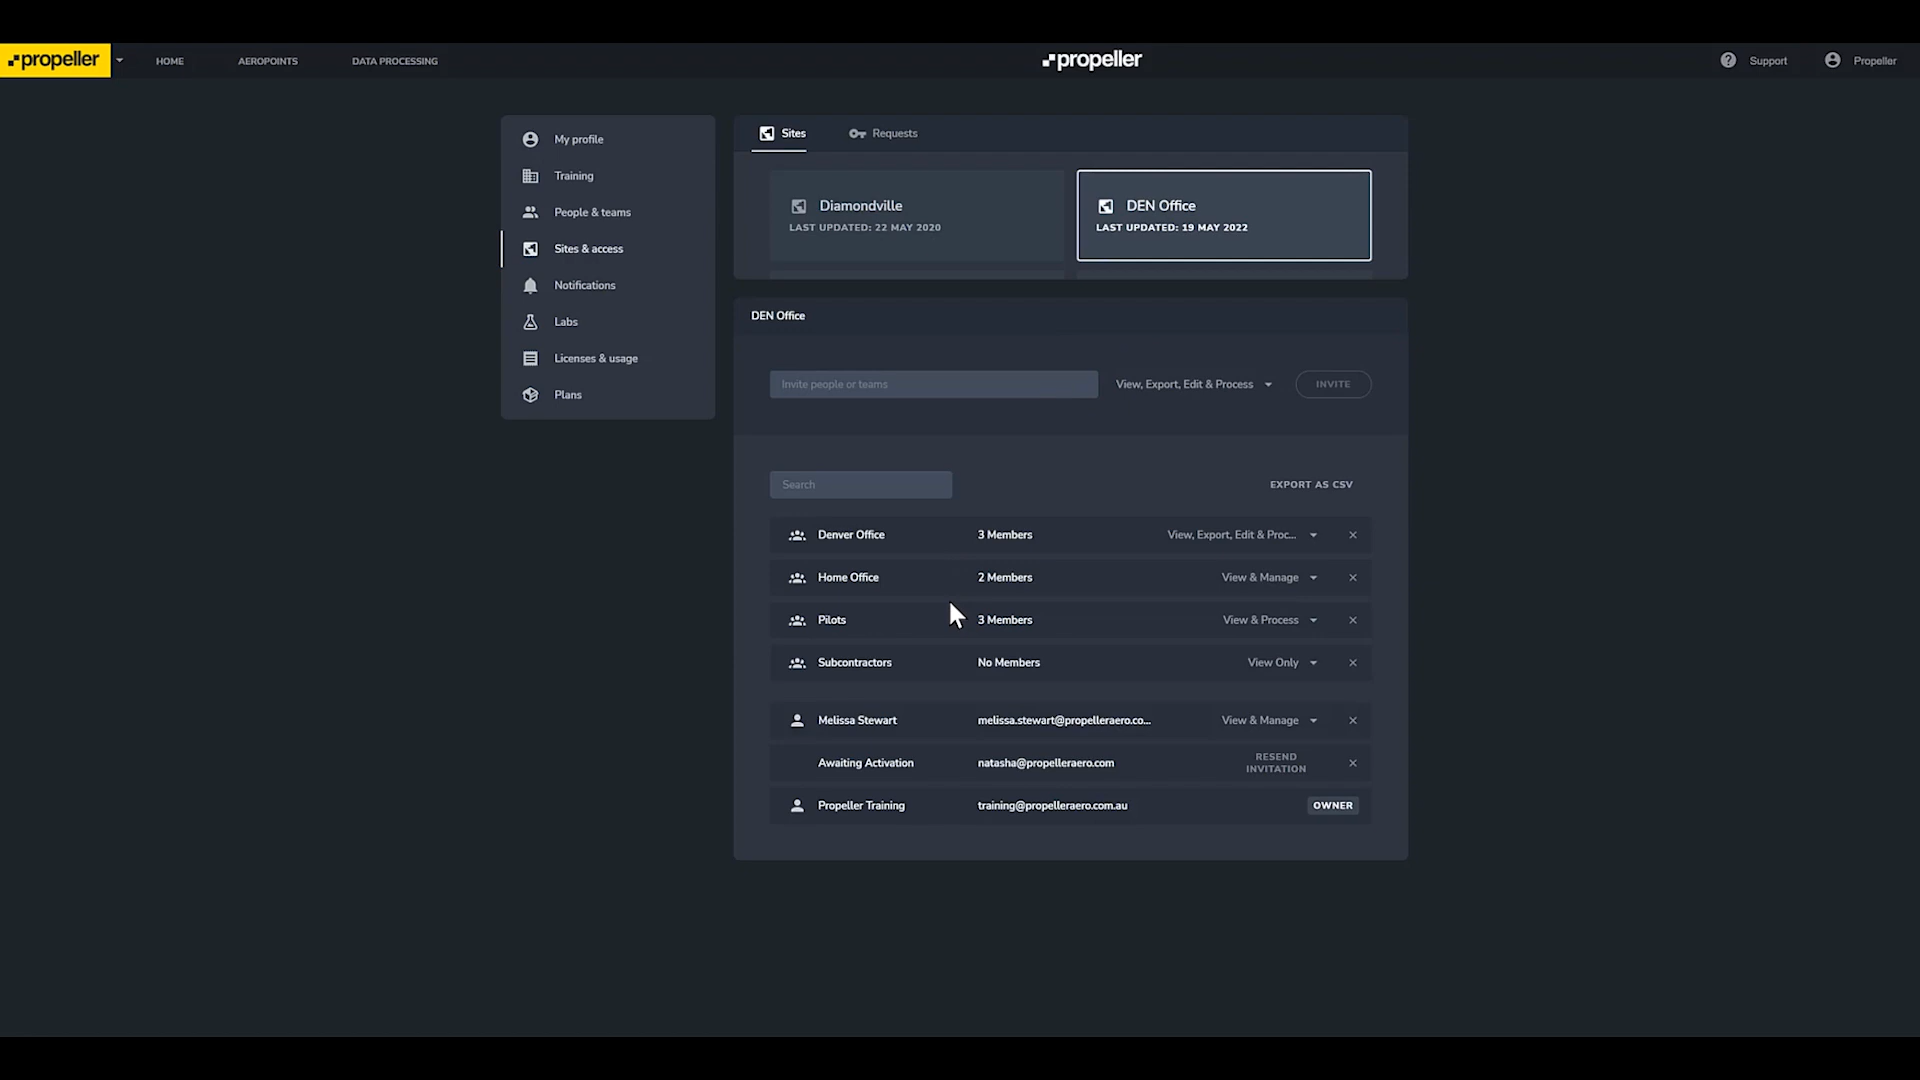 propeller
HOME
AEROPOINTS
DATA PROCESSING
propeller
Support
Propeller
My profile
Training
People & teams
Sites & access
Notifications
Labs
Licenses & usage
Plans
Sites
Requests
Diamondville
LAST UPDATED: 22 MAY 2020
DEN Office
LAST UPDATED: 19 MAY 2022
DEN Office
Invite people or teams
View, Export, Edit & Process
INVITE
Search
EXPORT AS CSV
Denver Office 3 Members View, Export, Edit & Proc...
Home Office 2 Members View & Manage
Pilots 3 Members View & Process
Subcontractors No Members View Only
Melissa Stewart melissa.stewart@propelleraero.co... View & Manage
Awaiting Activation natasha@propelleraero.com RESEND
INVITATION
Propeller Training training@propelleraero.com.au OWNER